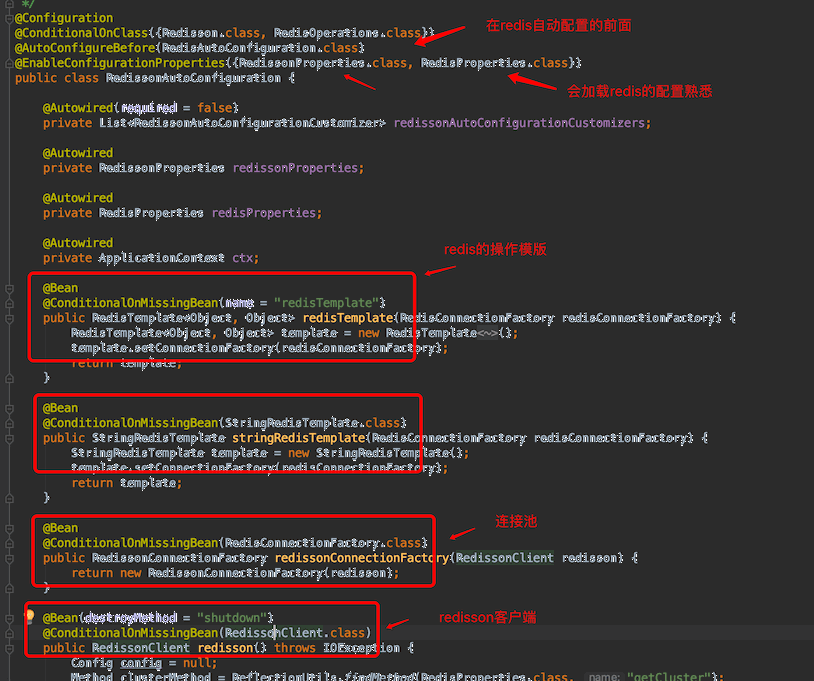 */
@Configuration
@ConditionalOnClass({Redisson.class, RedisOperations.class})
在redis自动配置的前面
@AutoConfigureBefore(RedisAutoConfiguration.class)
@EnableConfigurationProperties({RedissonProperties.class, RedisProperties.class})
public class RedissonAutoConfiguration {
会加载redis的配置熟悉
@Autowired(required = false)
private List<RedissonAutoConfigurationCustomizer> redissonAutoConfigurationCustomizers;
@Autowired
private RedissonProperties redissonProperties;
@Autowired
private RedisProperties redisProperties;
@Autowired
private ApplicationContext ctx;
redis的操作模版
@Bean
@ConditionalOnMissingBean(name = "redisTemplate")
public RedisTemplate<Object, Object> redisTemplate(RedisConnectionFactory redisConnectionFactory) {
RedisTemplate<Object, Object> template = new RedisTemplate<~>();
template.setConnectionFactory(redisConnectionFactory);
return template;
}
@Bean
@ConditionalOnMissingBean(StringRedisTemplate.class)
public StringRedisTemplate stringRedisTemplate(RedisConnectionFactory redisConnectionFactory) {
StringRedisTemplate template = new StringRedisTemplate();
template.setConnectionFactory(redisConnectionFactory);
return template;
}
@Bean
连接池
@ConditionalOnMissingBean(RedisConnectionFactory.class)
public RedissonConnectionFactory redissonConnectionFactory(RedissonClient redisson) {
return new RedissonConnectionFactory(redisson);
}
@Bean(destroyMethod = "shutdown")
redisson客户端
@ConditionalOnMissingBean(RedissonClient.class)
public RedissonClient redisson() throws IOException {
Config config = null;
Method clusterMethod = ReflectionUtils.findMethod(RedisProperties.class, name: "getCluster");